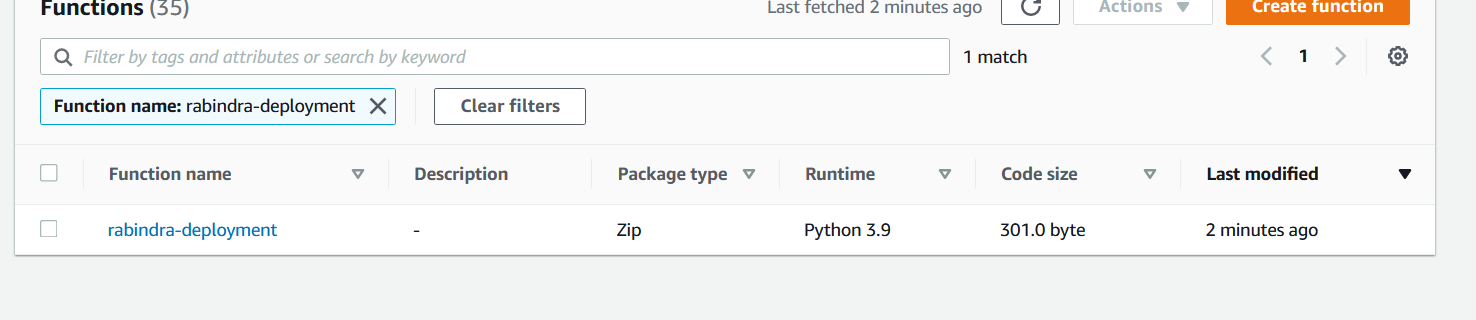 Functions (35) Last fetched 2 minutes ago Actions Create function
Filter by tags and attributes or search by keyword 1 match 1
Function name: rabindra-deployment Clear filters
Function name Description Package type Runtime Code size Last modified
rabindra-deployment - Zip Python 3.9 301.0 byte 2 minutes ago